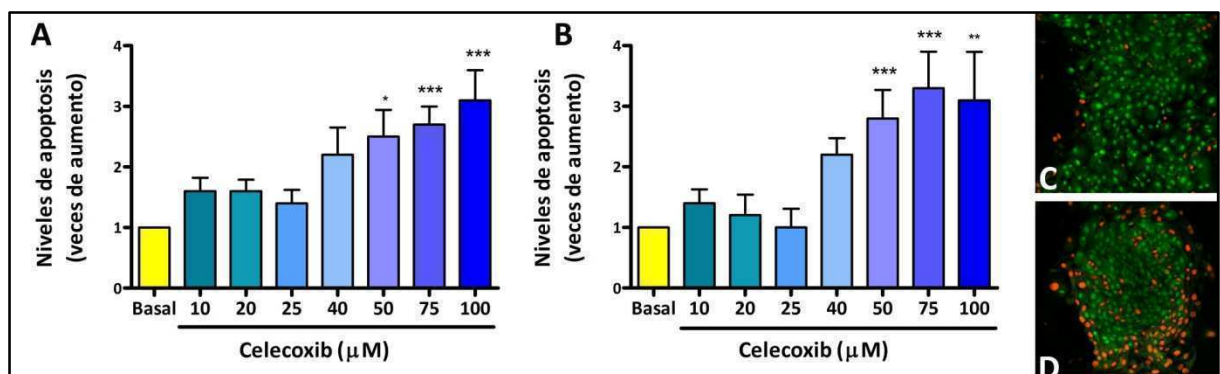 A
Niveles de apoptosis
(veces de aumento)
4
3
2
1
0
*
***
***
Basal 10 20 25 40 50 75 100
Celecoxib (μM)
B
Niveles de apoptosis
(veces de aumento)
4
3
2
1
0
***
***
**
Basal 10 20 25 40 50 75 100
Celecoxib (μM)
C
D